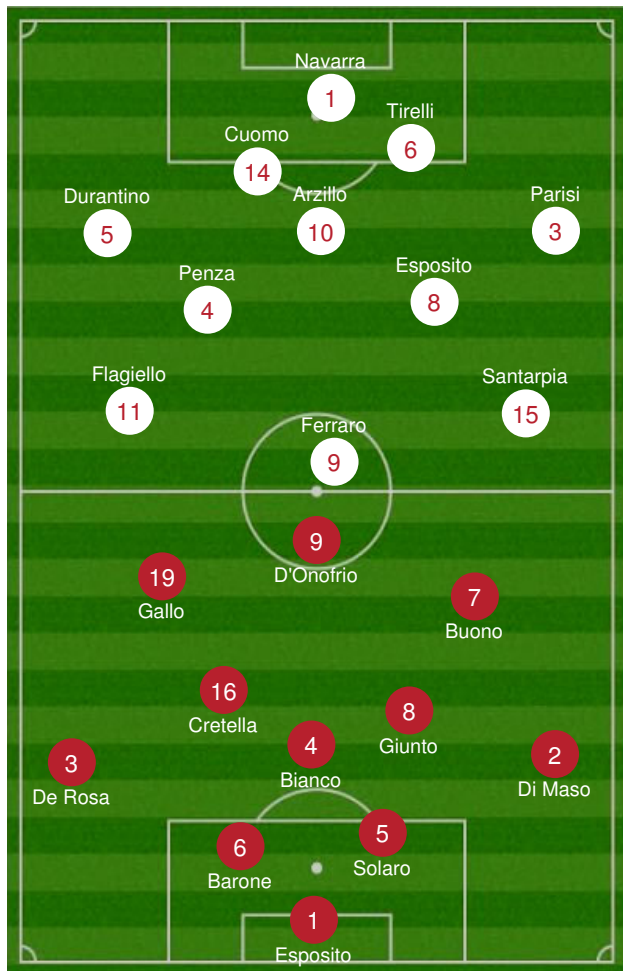 Navarra
1
Tirelli
6
Cuomo
14
Durantino
5
Arzillo
10
Parisi
3
Penza
4
Esposito
8
Flagiello
11
Santarpia
15
Ferraro
9
9
D'Onofrio
19
Gallo
7
Buono
16
Cretella
8
Giunto
4
Bianco
3
De Rosa
2
Di Maso
6
Barone
5
Solaro
1
Esposito